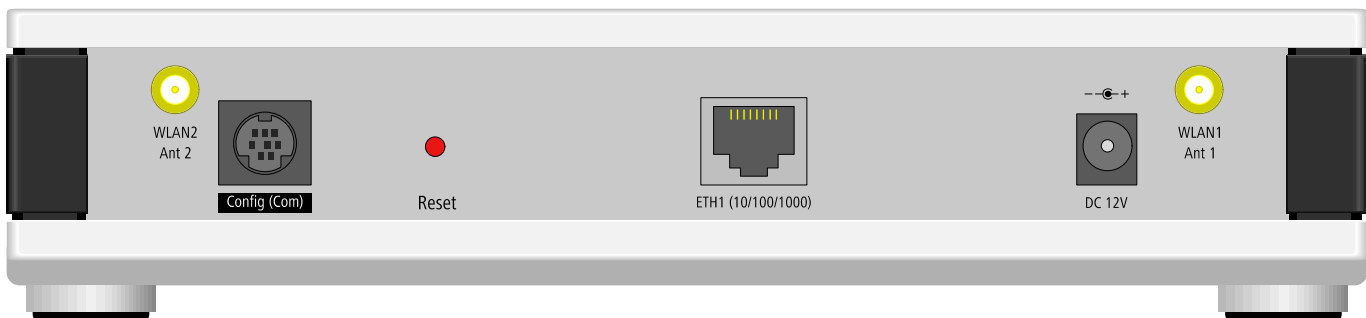 WLAN2
Ant 2
Config (Com)
Reset
ETH1 (10/100/1000)
DC 12V
WLAN1
Ant 1